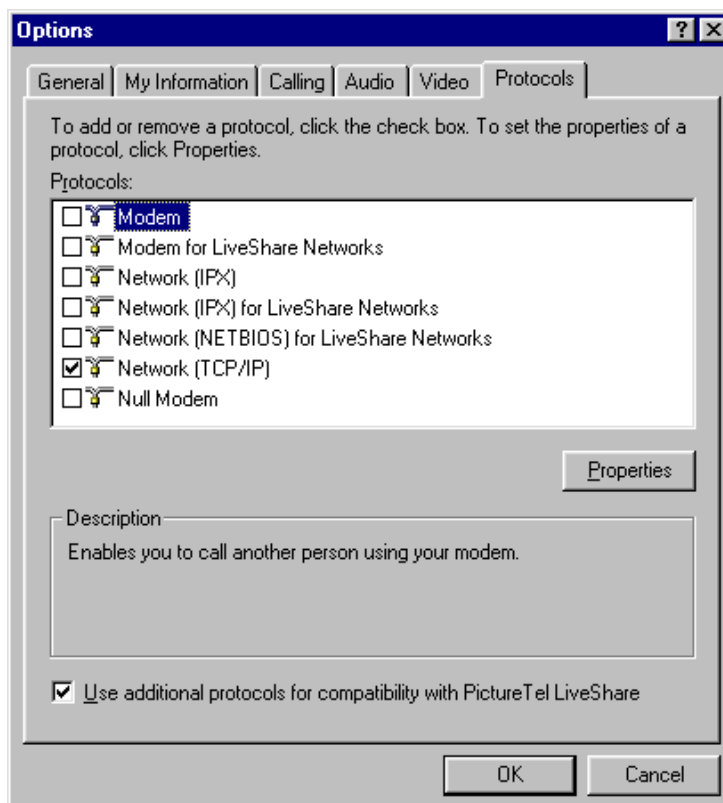 Options
General My Information Calling Audio Video Protocols
To add or remove a protocol, click the check box. To set the properties of a
protocol, click Properties.
Protocols:
Modem
Modem for LiveShare Networks
Network (IPX)
Network (IPX) for LiveShare Networks
Network (NETBIOS) for LiveShare Networks
Network (TCP/IP)
Null Modem
Properties
Description
Enables you to call another person using your modem.
Use additional protocols for compatibility with PictureTel LiveShare
OK Cancel